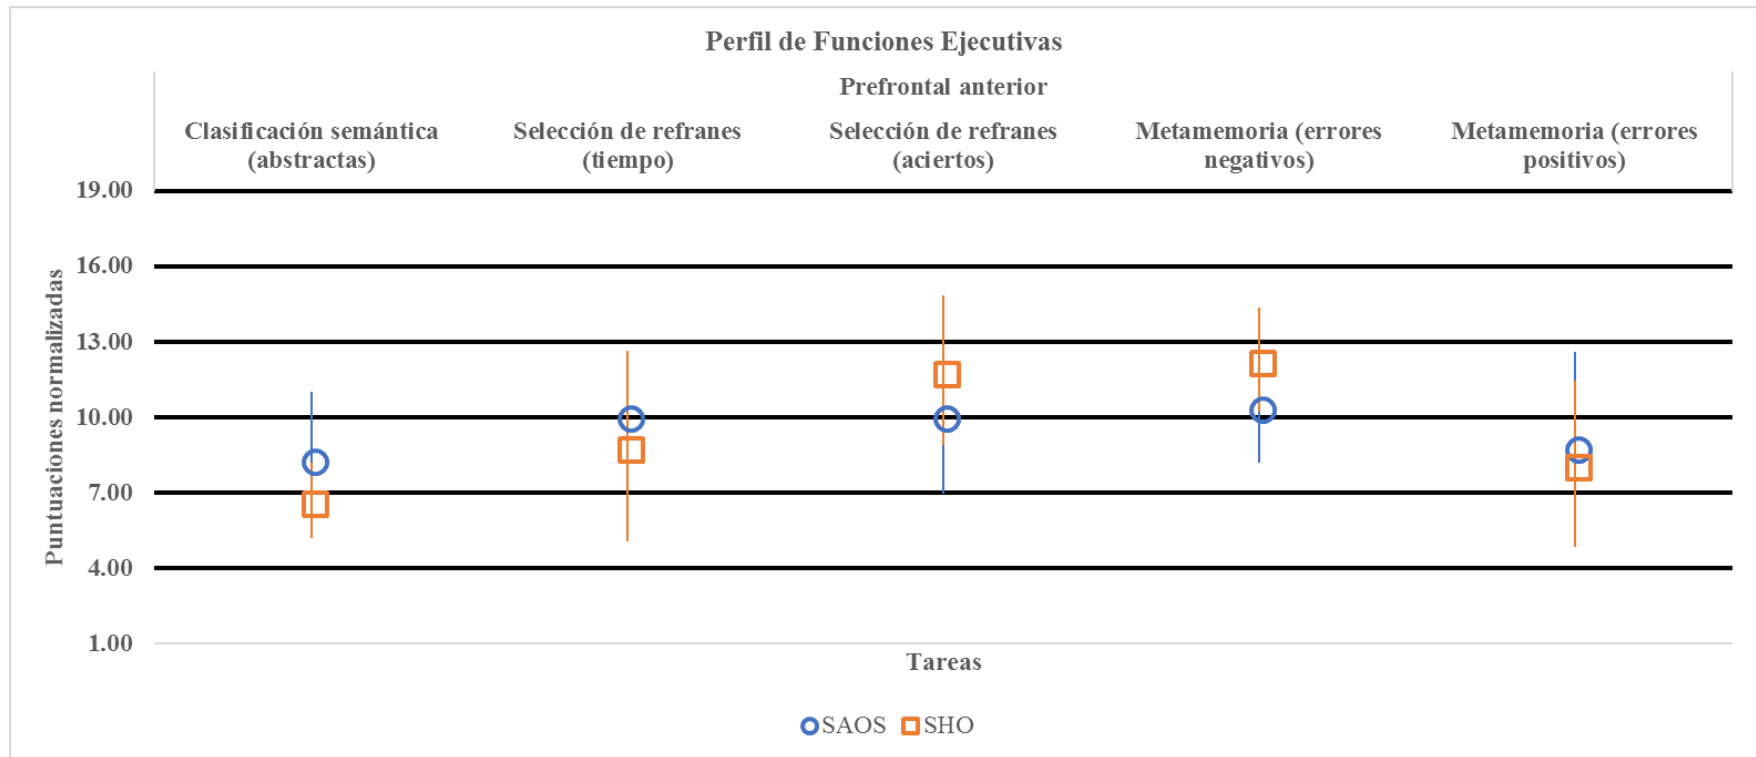 Perfil de Funciones Ejecutivas
Prefrontal anterior
Clasificación semántica
(abstractas)
Selección de refranes
(tiempo)
Selección de refranes
(aciertos)
Metamemoria (errores
negativos)
Metamemoria (errores
positivos)
Puntuaciones normalizadas
19.00
16.00
13.00
10.00
7.00
4.00
1.00
Tareas
SAOS
SHO